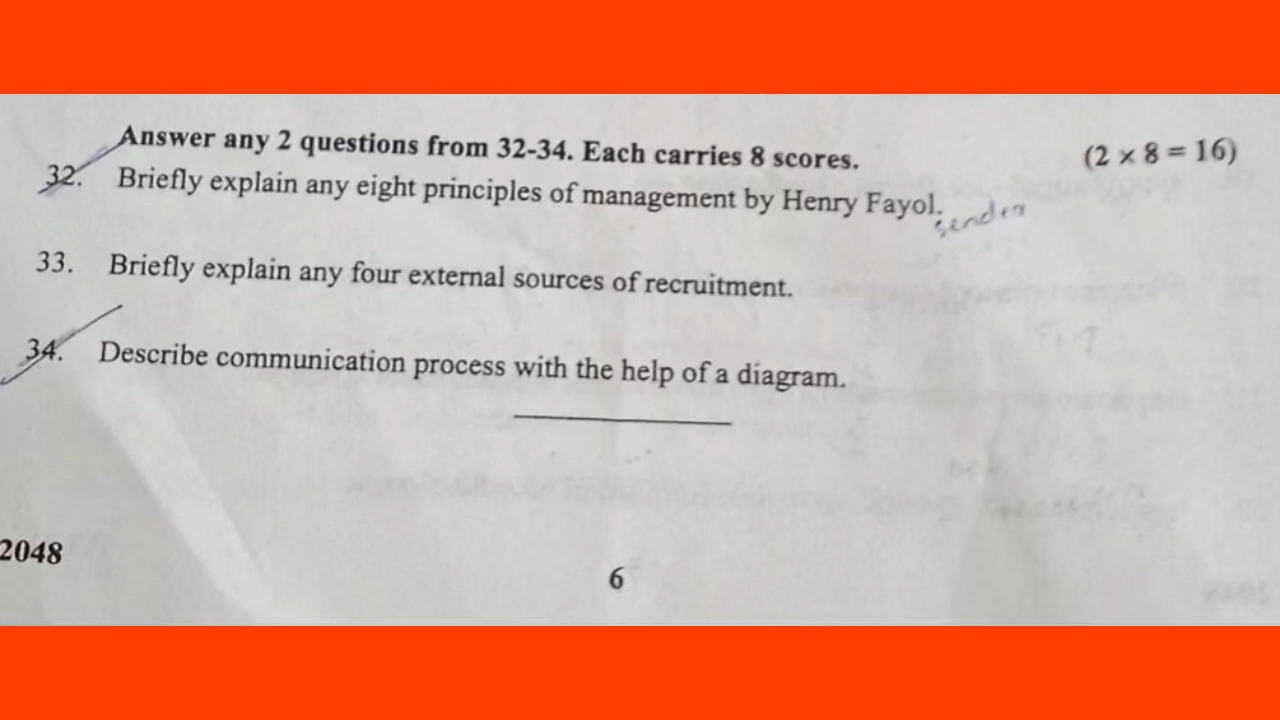 Answer any 2 questions from 32-34. Each carries 8 scores. (2 × 8 = 16)
32. Briefly explain any eight principles of management by Henry Fayol.
sender
33. Briefly explain any four external sources of recruitment.
34. Describe communication process with the help of a diagram.
2048
6